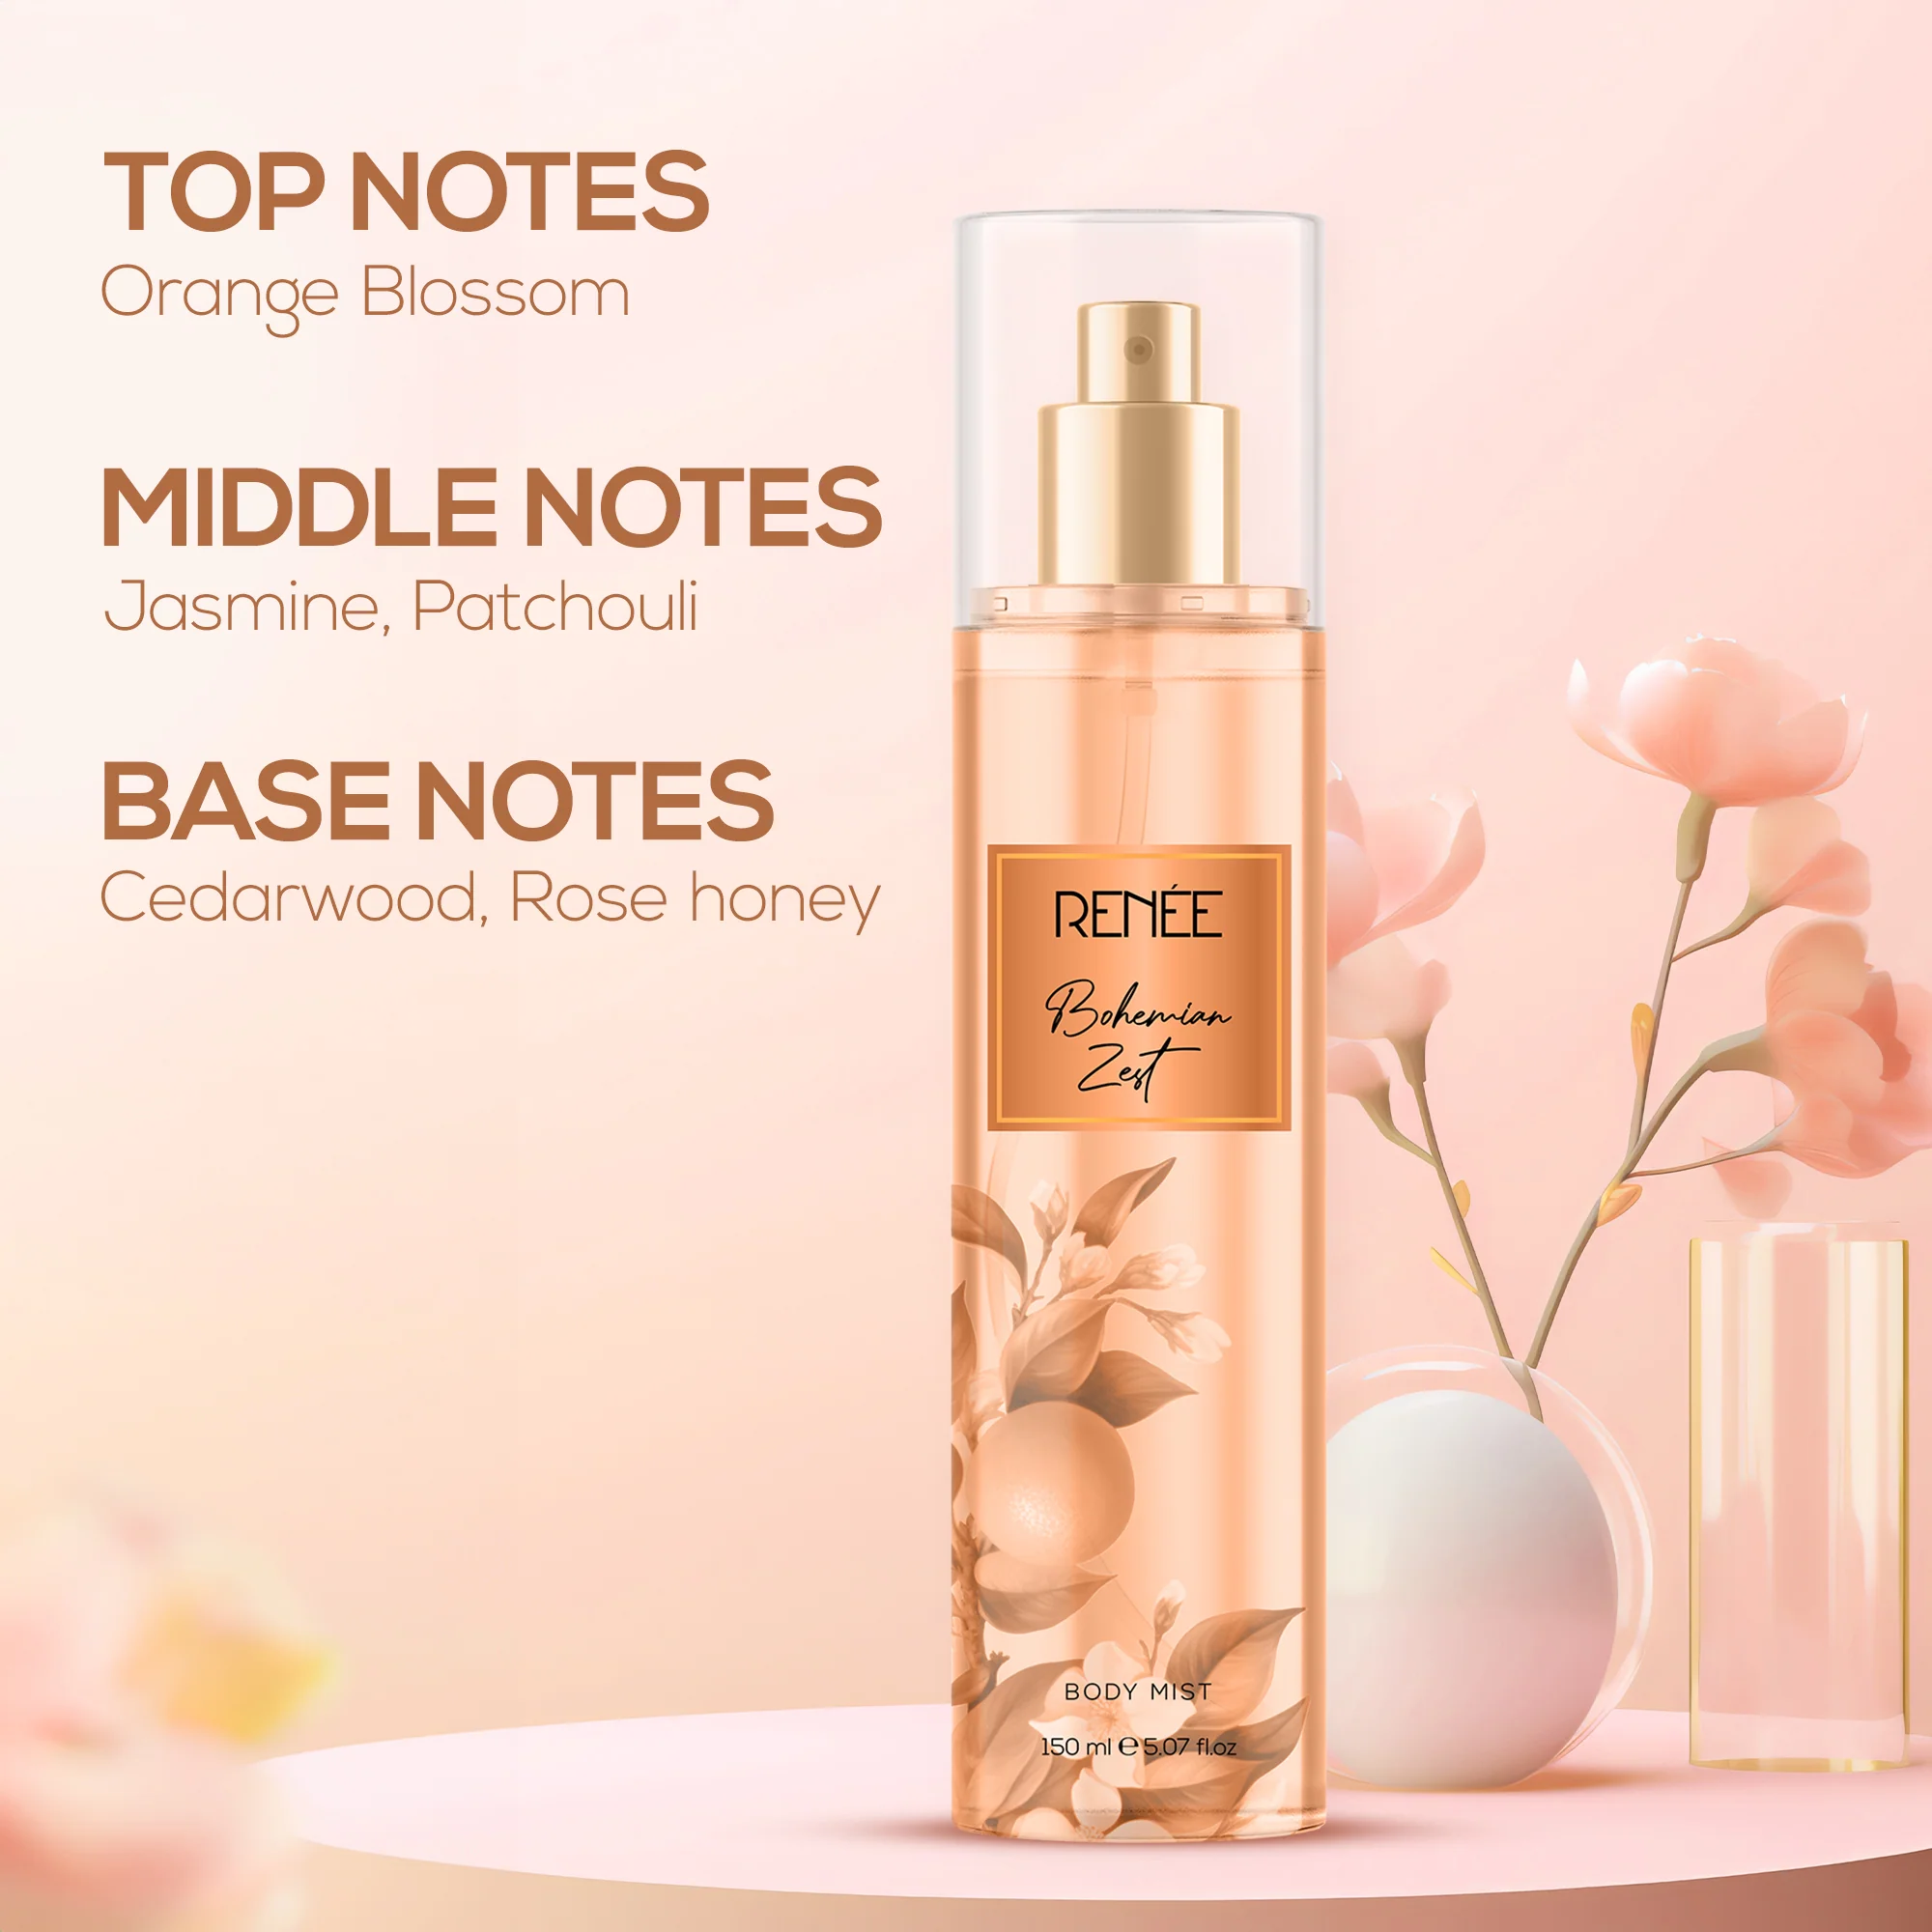 TOP NOTES
Orange Blossom
MIDDLE NOTES
Jasmine, Patchouli
BASE NOTES
Cedarwood, Rose honey
RENÉE
Bohemian
Zest
BODY MIST
150 ml ℮ 5.07 fl.oz